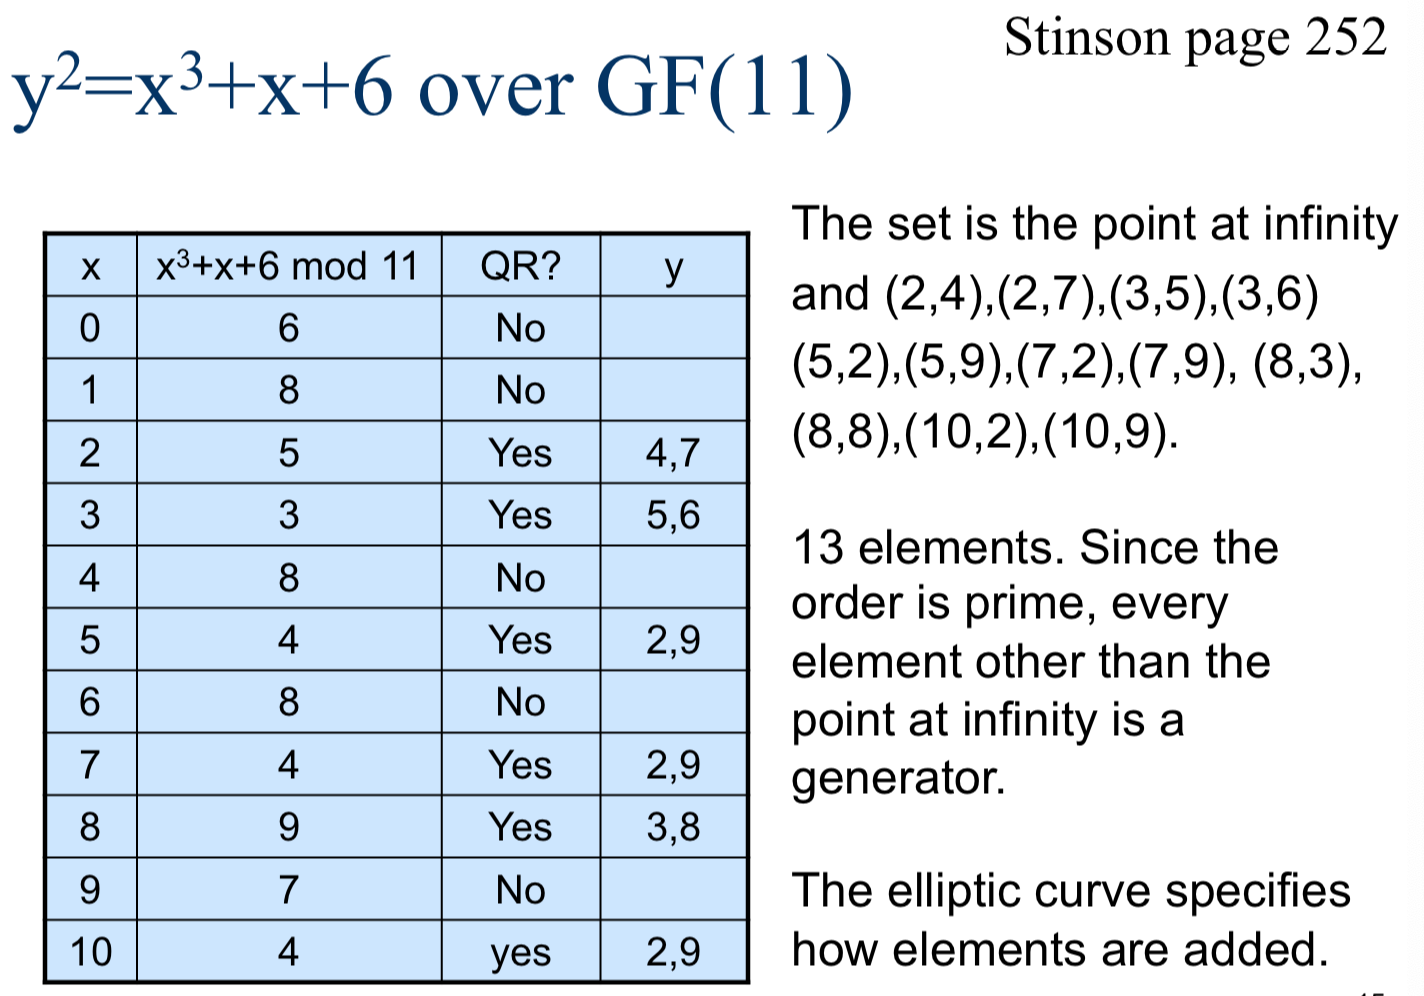 Stinson page 252
y²=x³+x+6 over GF(11)
x x³+x+6 mod 11 QR? y
0 6 No
1 8 No
2 5 Yes 4,7
3 3 Yes 5,6
4 8 No
5 4 Yes 2,9
6 8 No
7 4 Yes 2,9
8 9 Yes 3,8
9 7 No
10 4 yes 2,9
The set is the point at infinity
and (2,4),(2,7),(3,5),(3,6)
(5,2),(5,9),(7,2),(7,9), (8,3),
(8,8),(10,2),(10,9).
13 elements. Since the
order is prime, every
element other than the
point at infinity is a
generator.
The elliptic curve specifies
how elements are added.